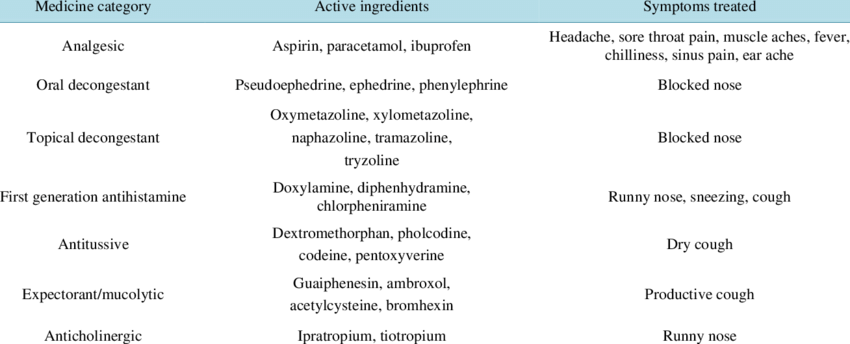 Medicine category Active ingredients Symptoms treated
Analgesic Aspirin, paracetamol, ibuprofen Headache, sore throat pain, muscle aches, fever,
chilliness, sinus pain, ear ache
Oral decongestant Pseudoephedrine, ephedrine, phenylephrine Blocked nose
Topical decongestant Oxymetazoline, xylometazoline,
naphazoline, tramazoline,
tryzoline Blocked nose
First generation antihistamine Doxylamine, diphenhydramine,
chlorpheniramine Runny nose, sneezing, cough
Antitussive Dextromethorphan, pholcodine,
codeine, pentoxyverine Dry cough
Expectorant/mucolytic Guaiphenesin, ambroxol,
acetylcysteine, bromhexin Productive cough
Anticholinergic Ipratropium, tiotropium Runny nose